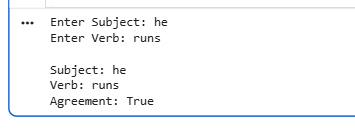 Enter Subject: he
Enter Verb: runs
Subject: he
Verb: runs
Agreement: True